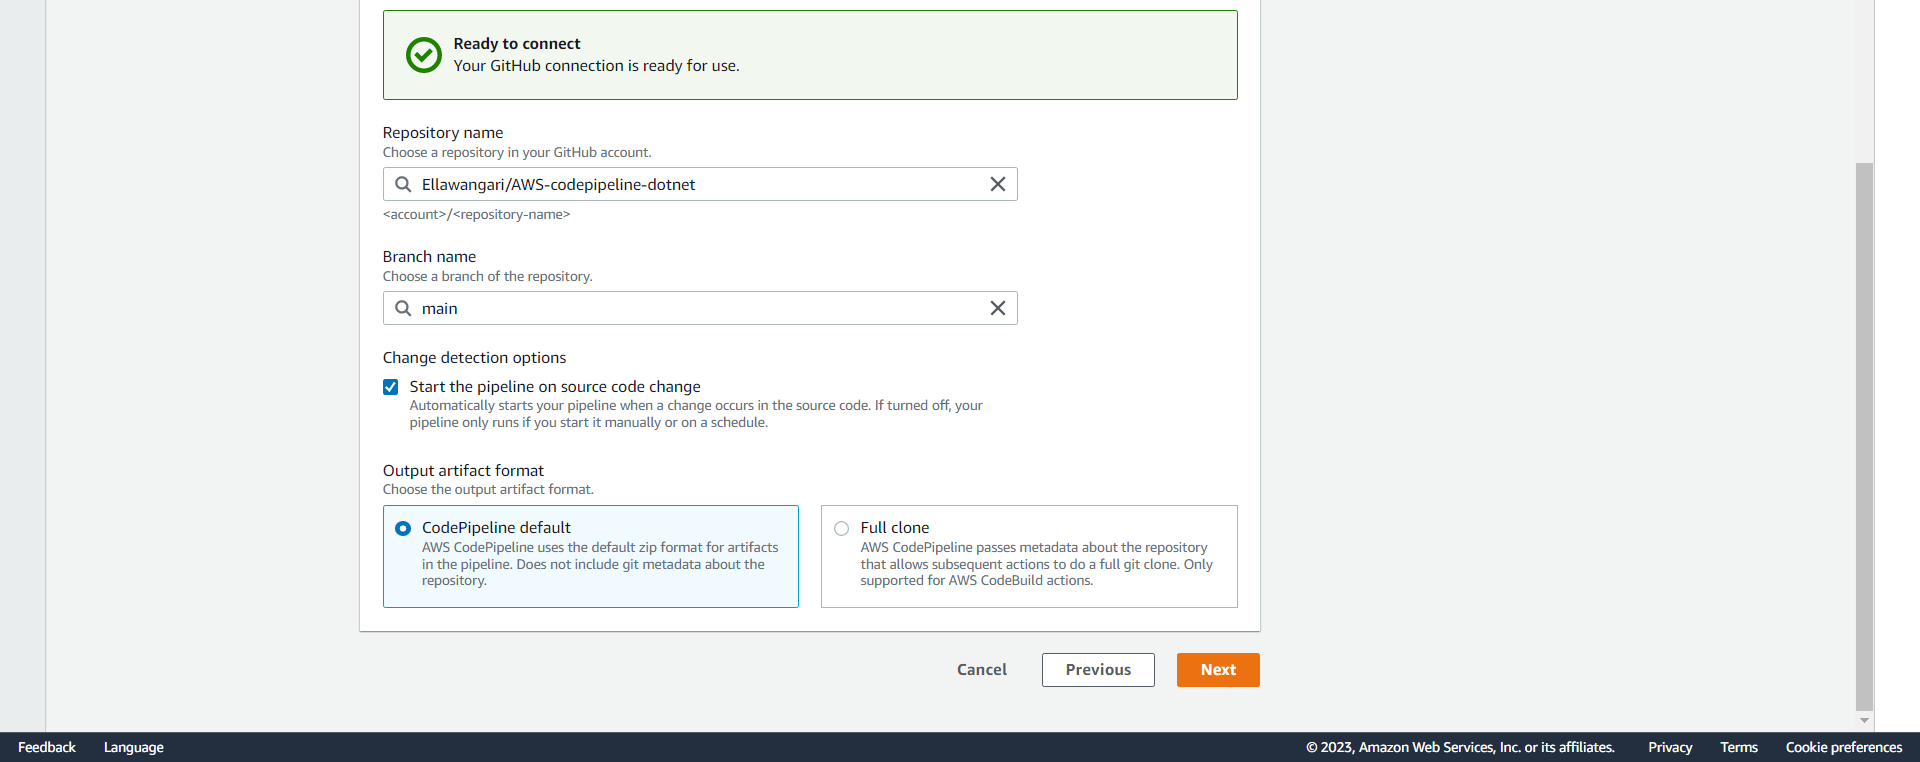 Ready to connect
Your GitHub connection is ready for use.
Repository name
Choose a repository in your GitHub account.
Ellawangari/AWS-codepipeline-dotnet
<account>/<repository-name>
Branch name
Choose a branch of the repository.
main
Change detection options
Start the pipeline on source code change
Automatically starts your pipeline when a change occurs in the source code. If turned off, your
pipeline only runs if you start it manually or on a schedule.
Output artifact format
Choose the output artifact format.
CodePipeline default
AWS CodePipeline uses the default zip format for artifacts
in the pipeline. Does not include git metadata about the
repository.
Full clone
AWS CodePipeline passes metadata about the repository
that allows subsequent actions to do a full git clone. Only
supported for AWS CodeBuild actions.
Cancel Previous Next
Feedback Language © 2023, Amazon Web Services, Inc. or its affiliates. Privacy Terms Cookie preferences